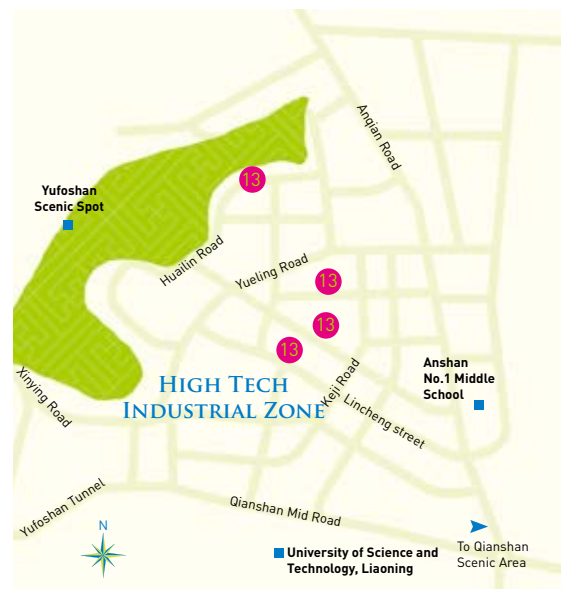 Anqian Road
13
Yufoshan
Scenic Spot
Huailin Road
Yueling Road
13
13
13
Xinying Road
HIGH TECH
INDUSTRIAL ZONE
Keji Road
Anshan
No.1 Middle
School
Lincheng street
Yufoshan Tunnel
Qianshan Mid Road
N
University of Science and
Technology, Liaoning
To Qianshan
Scenic Area